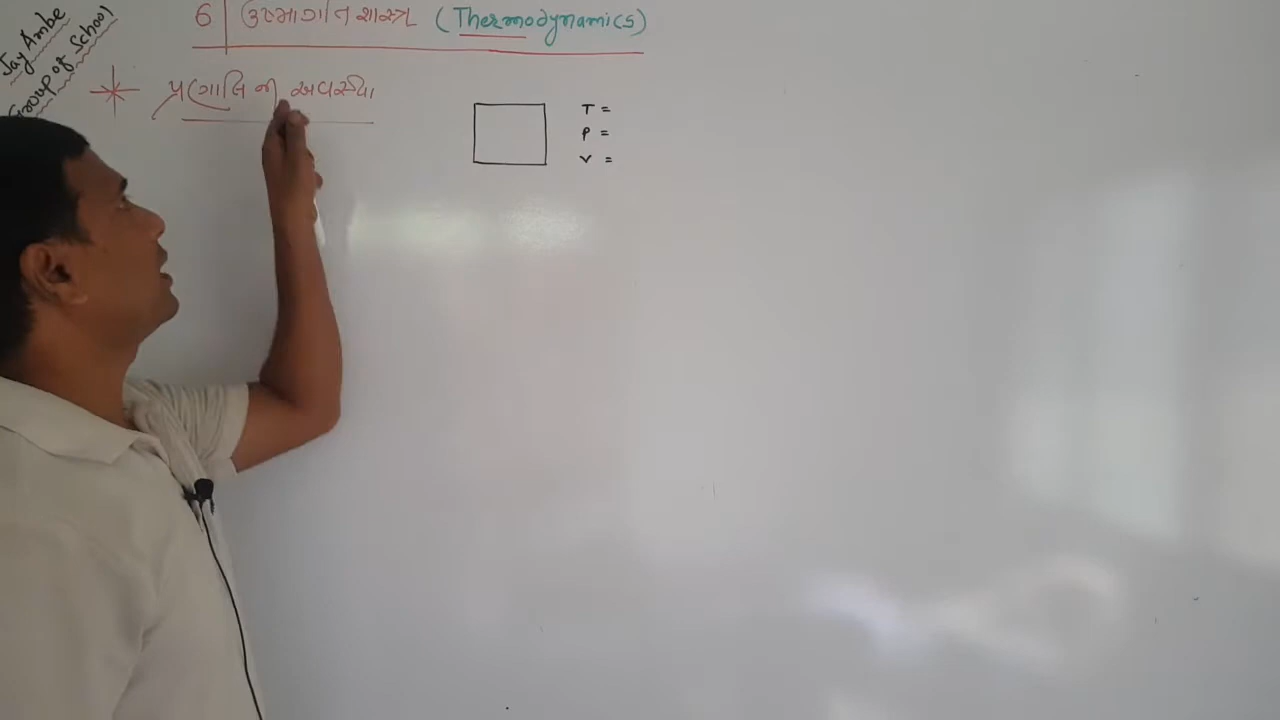 Jay Ambe
Group of School
6 ઉષ્માગતિશાસ્ત્ર (Thermodynamics)
* પ્રણાલિની અવસ્થા
T =
P =
V =